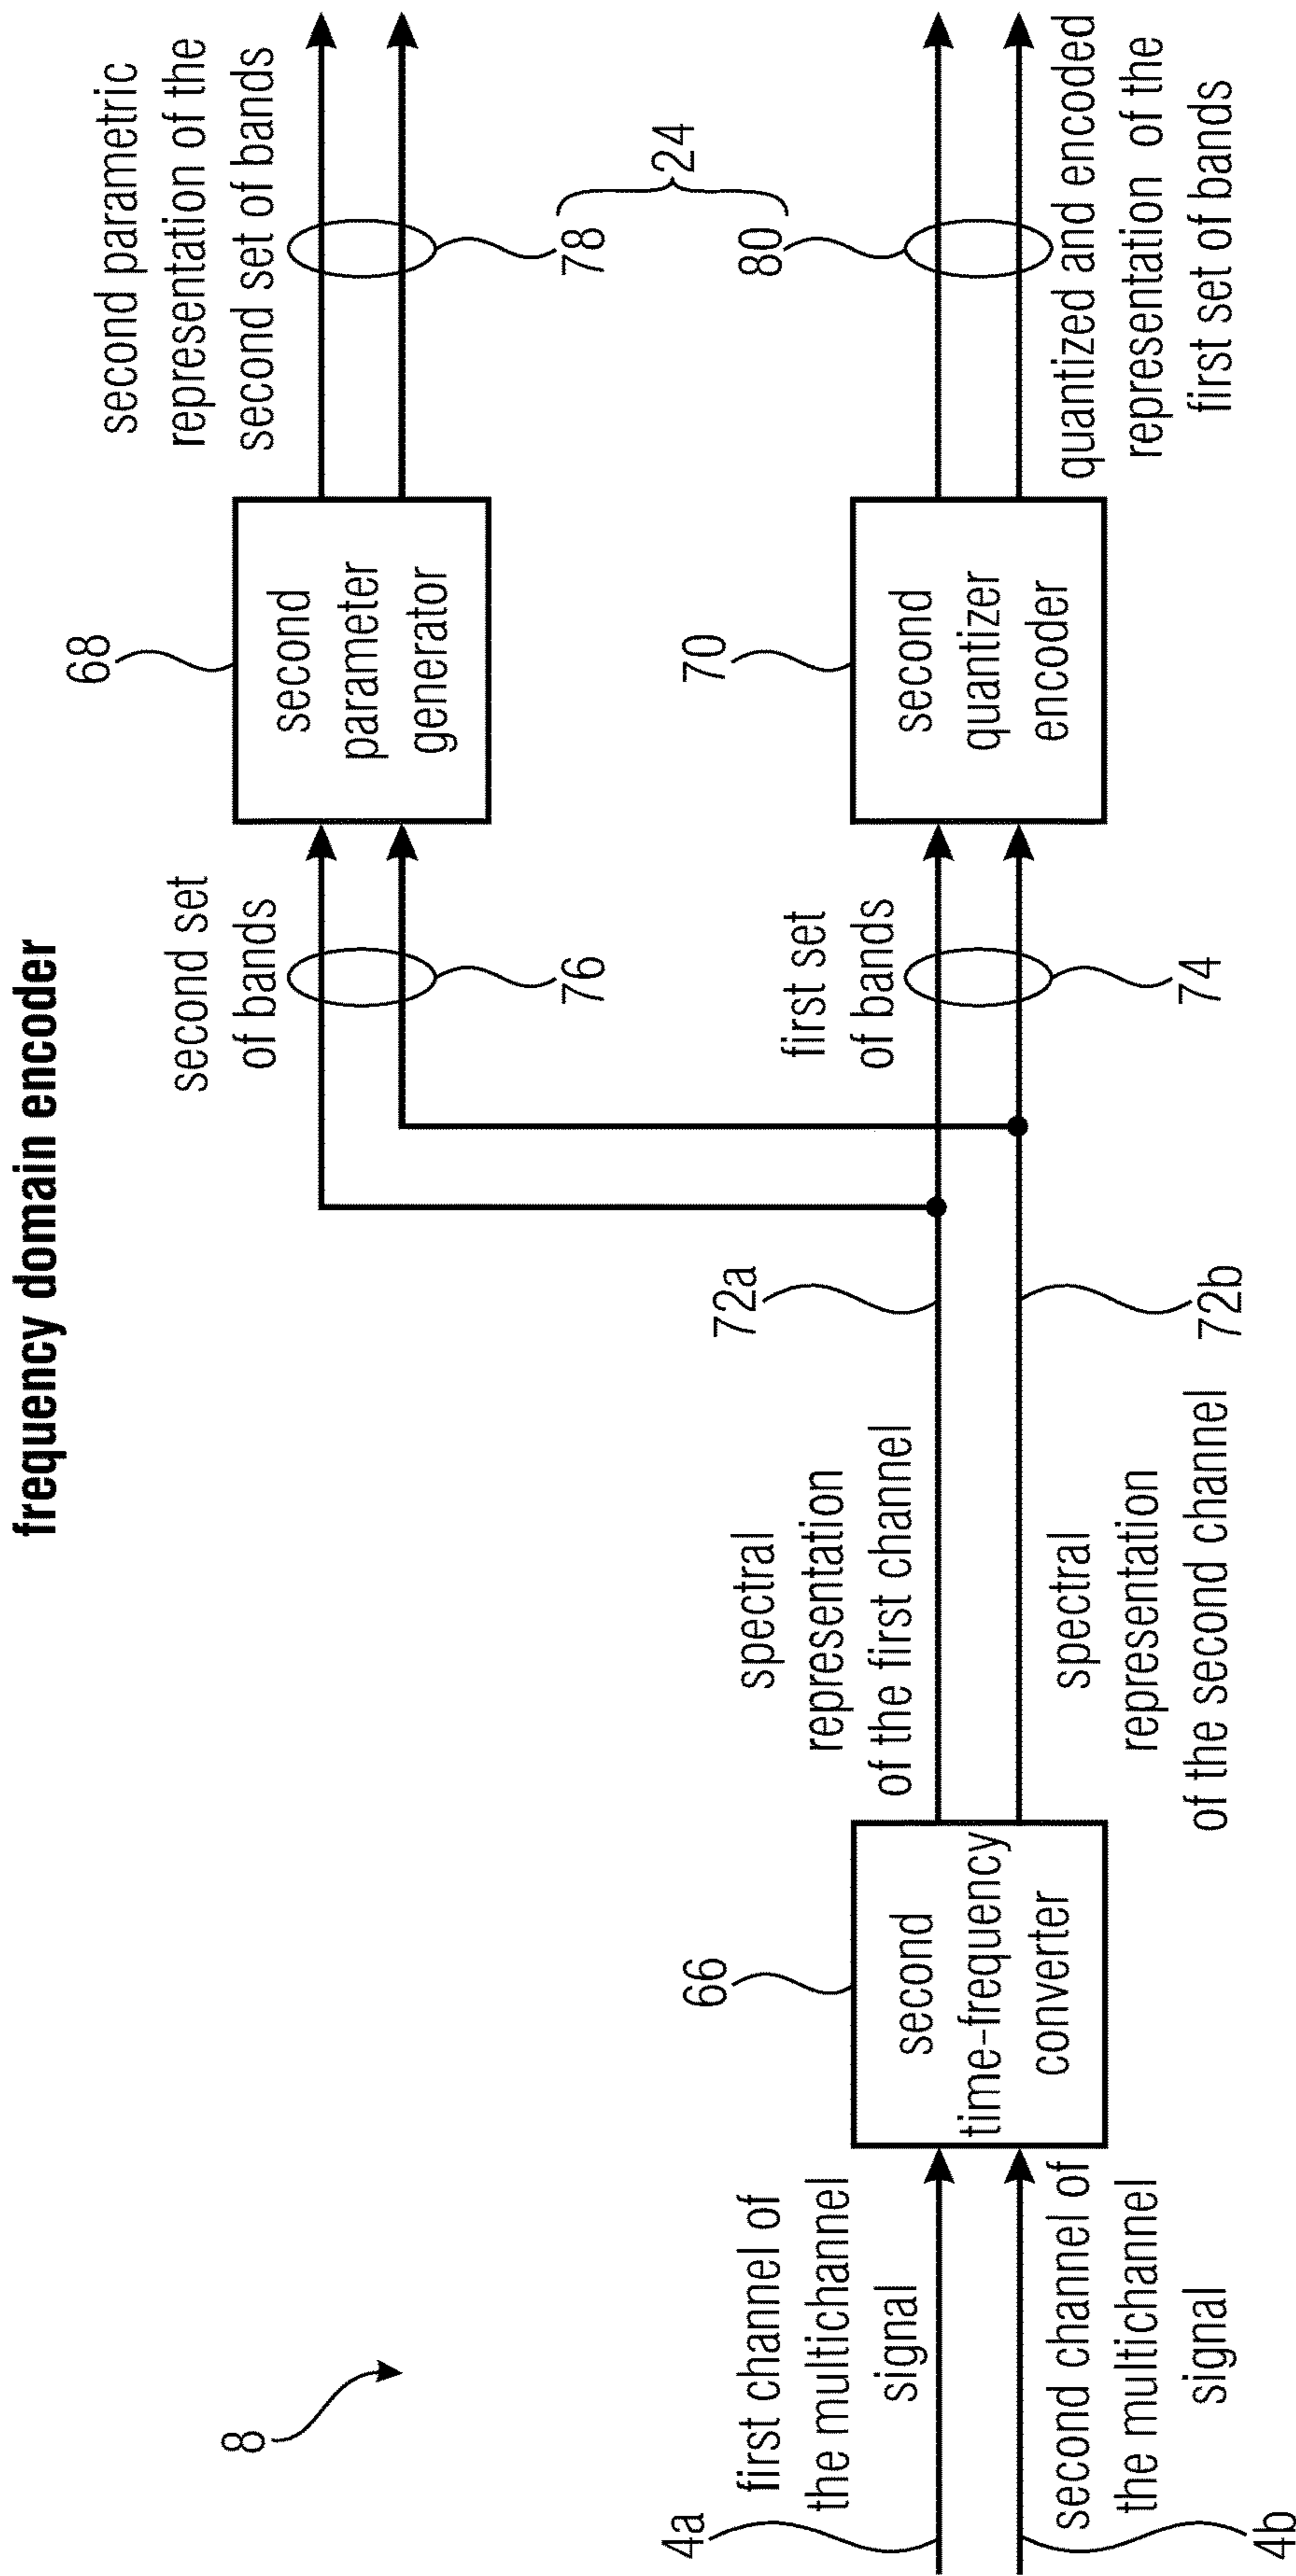 frequency domain encoder
8
4a
first channel of
the multichannel
signal
second channel of
the multichannel
signal
4b
66
second
time-frequency
converter
spectral
representation
of the first channel
72a
spectral
representation
of the second channel
72b
second set
of bands
76
first set
of bands
74
68
second
parameter
generator
70
second
quantizer
encoder
second parametric
representation of the
second set of bands
78
80
24
quantized and encoded
representation of the
first set of bands